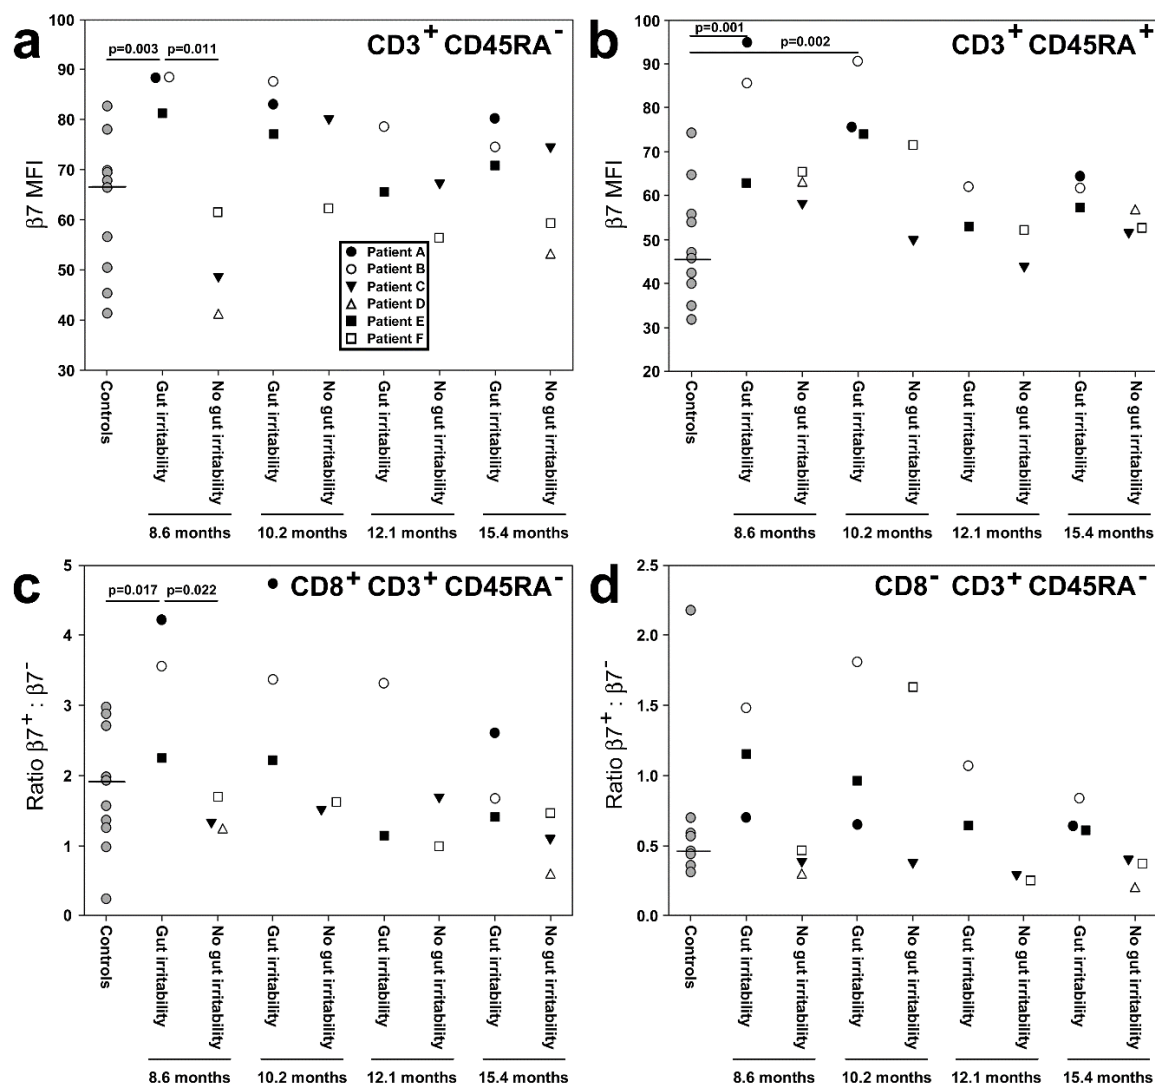 a
CD3+ CD45RA-
p=0.003 p=0.011
β7 MFI
100
90
80
70
60
50
40
30
Patient A
Patient B
Patient C
Patient D
Patient E
Patient F
Controls
Gut irritability
No gut irritability
Gut irritability
No gut irritability
Gut irritability
No gut irritability
Gut irritability
No gut irritability
8.6 months 10.2 months 12.1 months 15.4 months
b
CD3+ CD45RA+
p=0.001
p=0.002
β7 MFI
100
90
80
70
60
50
40
30
20
Controls
Gut irritability
No gut irritability
Gut irritability
No gut irritability
Gut irritability
No gut irritability
Gut irritability
No gut irritability
8.6 months 10.2 months 12.1 months 15.4 months
c
CD8+ CD3+ CD45RA-
p=0.017 p=0.022
Ratio β7+ : β7-
5
4
3
2
1
0
Controls
Gut irritability
No gut irritability
Gut irritability
No gut irritability
Gut irritability
No gut irritability
Gut irritability
No gut irritability
8.6 months 10.2 months 12.1 months 15.4 months
d
CD8- CD3+ CD45RA-
Ratio β7+ : β7-
2.5
2.0
1.5
1.0
0.5
0.0
Controls
Gut irritability
No gut irritability
Gut irritability
No gut irritability
Gut irritability
No gut irritability
Gut irritability
No gut irritability
8.6 months 10.2 months 12.1 months 15.4 months